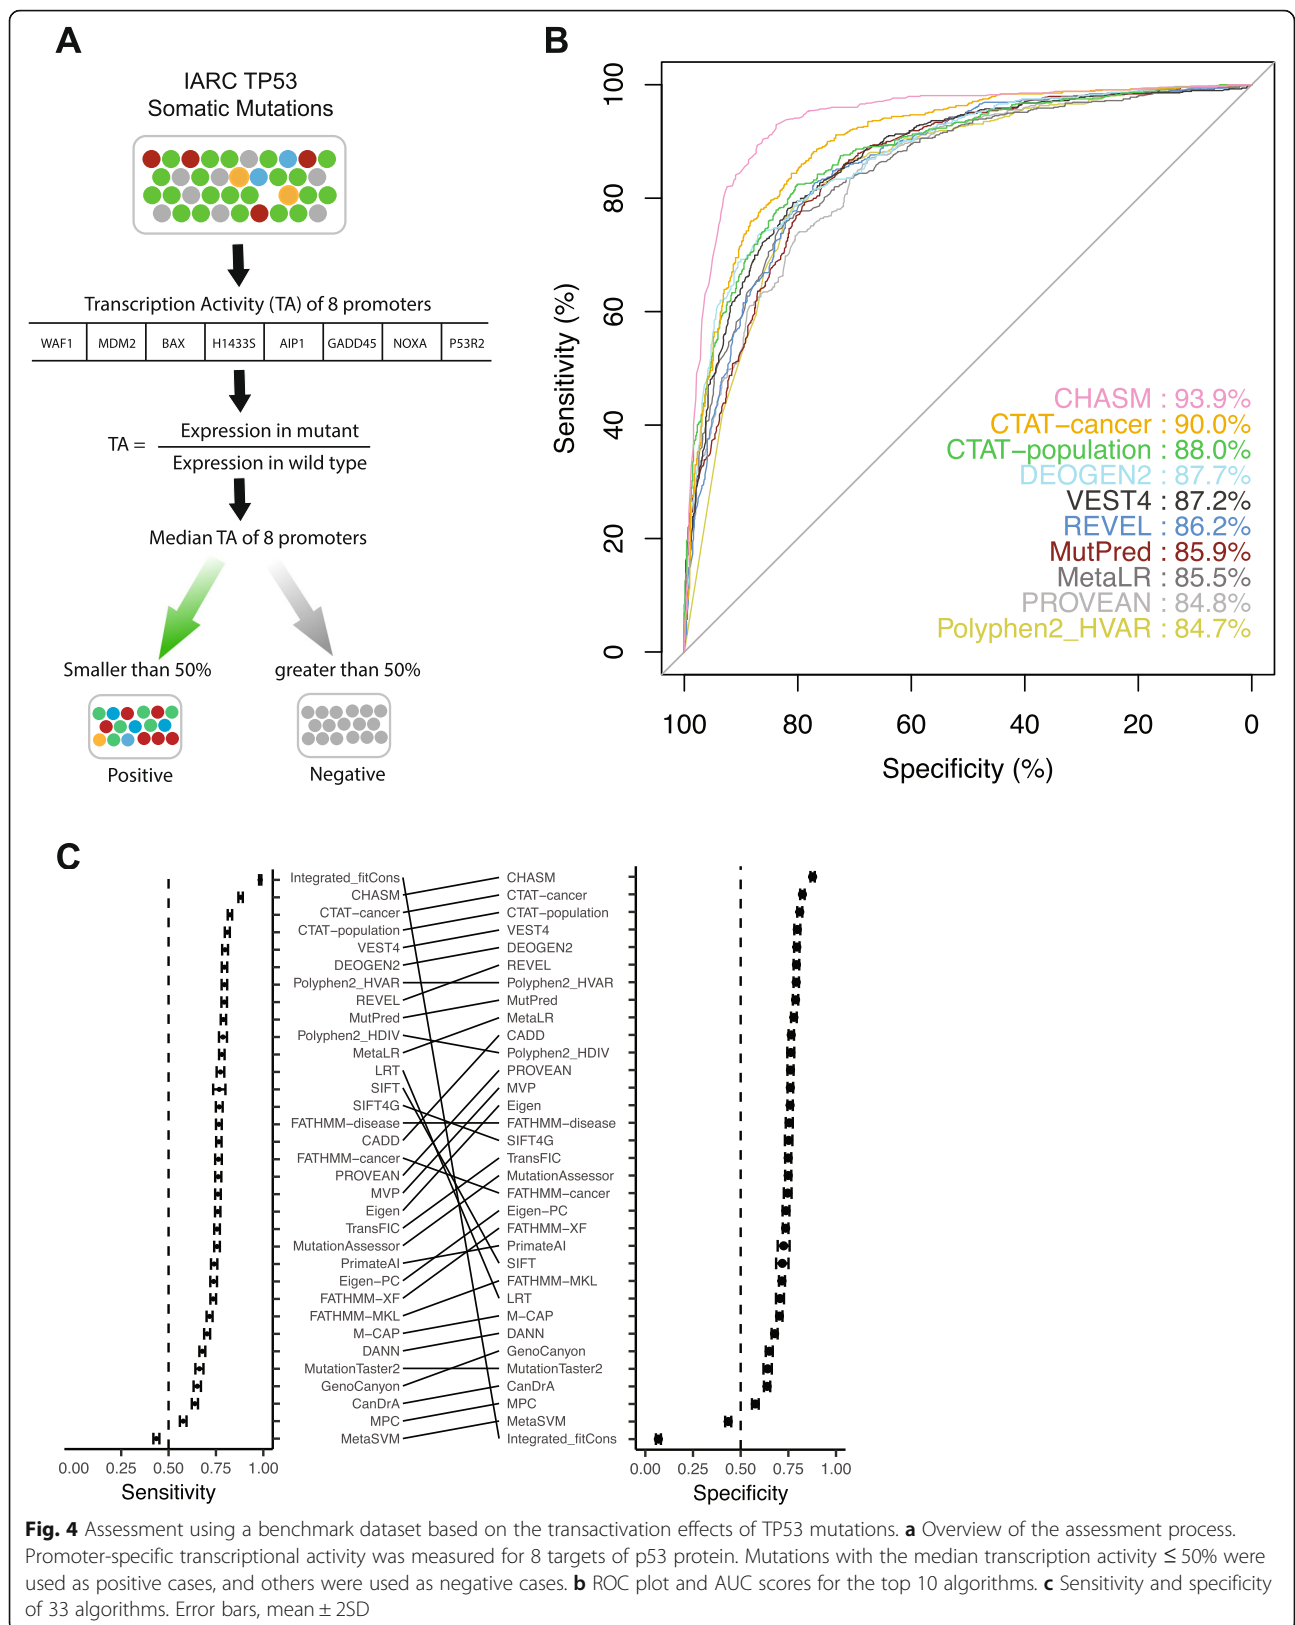 A
IARC TP53
Somatic Mutations
Transcription Activity (TA) of 8 promoters
WAF1 MDM2 BAX H1433S AIP1 GADD45 NOXA P53R2
TA = Expression in mutant
Expression in wild type
Median TA of 8 promoters
Smaller than 50% greater than 50%
Positive Negative
B
Sensitivity (%)
100
80
60
40
20
0
CHASM : 93.9%
CTAT−cancer : 90.0%
CTAT−population : 88.0%
DEOGEN2 : 87.7%
VEST4 : 87.2%
REVEL : 86.2%
MutPred : 85.9%
MetaLR : 85.5%
PROVEAN : 84.8%
Polyphen2_HVAR : 84.7%
100 80 60 40 20 0
Specificity (%)
C
Integrated_fitCons CHASM
CHASM CTAT−cancer
CTAT−cancer CTAT−population
CTAT−population VEST4
VEST4 DEOGEN2
DEOGEN2 REVEL
Polyphen2_HVAR Polyphen2_HVAR
REVEL MutPred
MutPred MetaLR
Polyphen2_HDIV CADD
MetaLR Polyphen2_HDIV
LRT PROVEAN
SIFT MVP
SIFT4G Eigen
FATHMM−disease FATHMM−disease
CADD SIFT4G
FATHMM−cancer TransFIC
PROVEAN MutationAssessor
MVP FATHMM−cancer
Eigen Eigen−PC
TransFIC FATHMM−XF
MutationAssessor PrimateAI
PrimateAI SIFT
Eigen−PC FATHMM−MKL
FATHMM−XF LRT
FATHMM−MKL M−CAP
M−CAP DANN
DANN GenoCanyon
MutationTaster2 MutationTaster2
GenoCanyon CanDrA
CanDrA MPC
MPC MetaSVM
MetaSVM Integrated_fitCons
0.00 0.25 0.50 0.75 1.00 0.00 0.25 0.50 0.75 1.00
Sensitivity Specificity
Fig. 4 Assessment using a benchmark dataset based on the transactivation effects of TP53 mutations. a Overview of the assessment process.
Promoter-specific transcriptional activity was measured for 8 targets of p53 protein. Mutations with the median transcription activity ≤ 50% were
used as positive cases, and others were used as negative cases. b ROC plot and AUC scores for the top 10 algorithms. c Sensitivity and specificity
of 33 algorithms. Error bars, mean ± 2SD